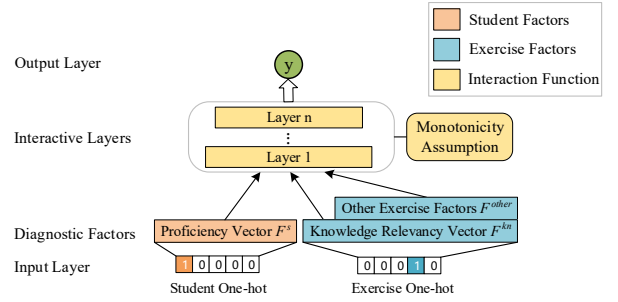 Student Factors
Exercise Factors
Interaction Function
Output Layer
y
Interactive Layers
Layer n
⋮
Layer 1
Monotonicity
Assumption
Other Exercise Factors F^other
Diagnostic Factors
Proficiency Vector F^s
Knowledge Relevancy Vector F^kn
Input Layer
1 0 0 0 0
0 0 0 1 0
Student One-hot
Exercise One-hot